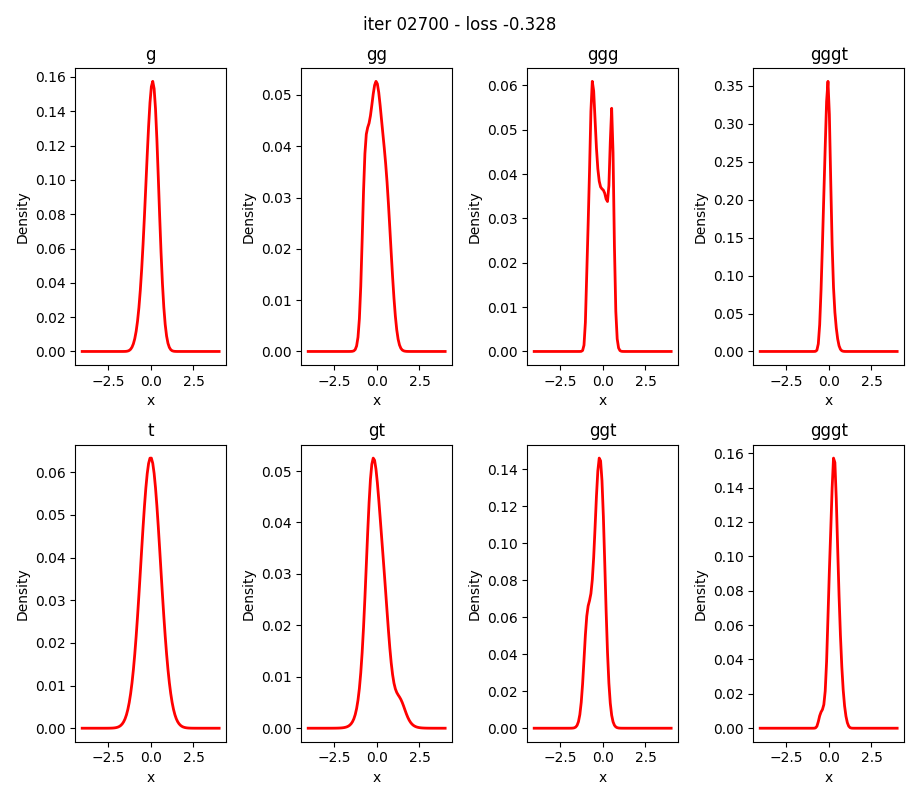 iter 02700 - loss -0.328
g gg ggg gggt
0.16 0.05 0.06 0.35
0.14 0.05 0.30
0.12 0.04 0.25
0.10 0.04 0.20
0.08 0.03 0.03 0.15
0.06 0.02 0.02 0.10
0.04 0.01 0.01 0.05
0.02
0.00 0.00 0.00 0.00
Density Density Density Density
−2.5 0.0 2.5 −2.5 0.0 2.5 −2.5 0.0 2.5 −2.5 0.0 2.5
x x x x
t gt ggt gggt
0.06 0.05 0.14 0.16
0.05 0.04 0.12 0.14
0.04 0.03 0.10 0.12
0.03 0.02 0.08 0.10
0.02 0.01 0.06 0.08
0.01 0.04 0.06
0.02 0.04
0.02
0.00 0.00 0.00 0.00
Density Density Density Density
−2.5 0.0 2.5 −2.5 0.0 2.5 −2.5 0.0 2.5 −2.5 0.0 2.5
x x x x